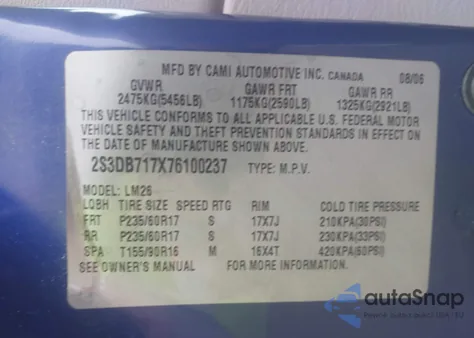 MFD BY CAMI AUTOMOTIVE INC. CANADA 08/06
GVWR GAWR FRT GAWR RR
2475KG(5456LB) 1175KG(2590LB) 1325KG(2921LB)
THIS VEHICLE CONFORMS TO ALL APPLICABLE U.S. FEDERAL MOTOR
VEHICLE SAFETY AND THEFT PREVENTION STANDARDS IN EFFECT ON
THE DATE OF MANUFACTURE SHOWN ABOVE.
2S3DB717X76100237 TYPE: M.P.V.
MODEL: LM26
LQBH TIRE SIZE SPEED RTG RIM COLD TIRE PRESSURE
FRT P235/60R17 S 17X7J 210KPA(30PSI)
RR P235/60R17 S 17X7J 230KPA(33PSI)
SPA T155/90R16 M 16X4T 420KPA(60PSI)
SEE OWNER'S MANUAL FOR MORE INFORMATION.
autoSnap